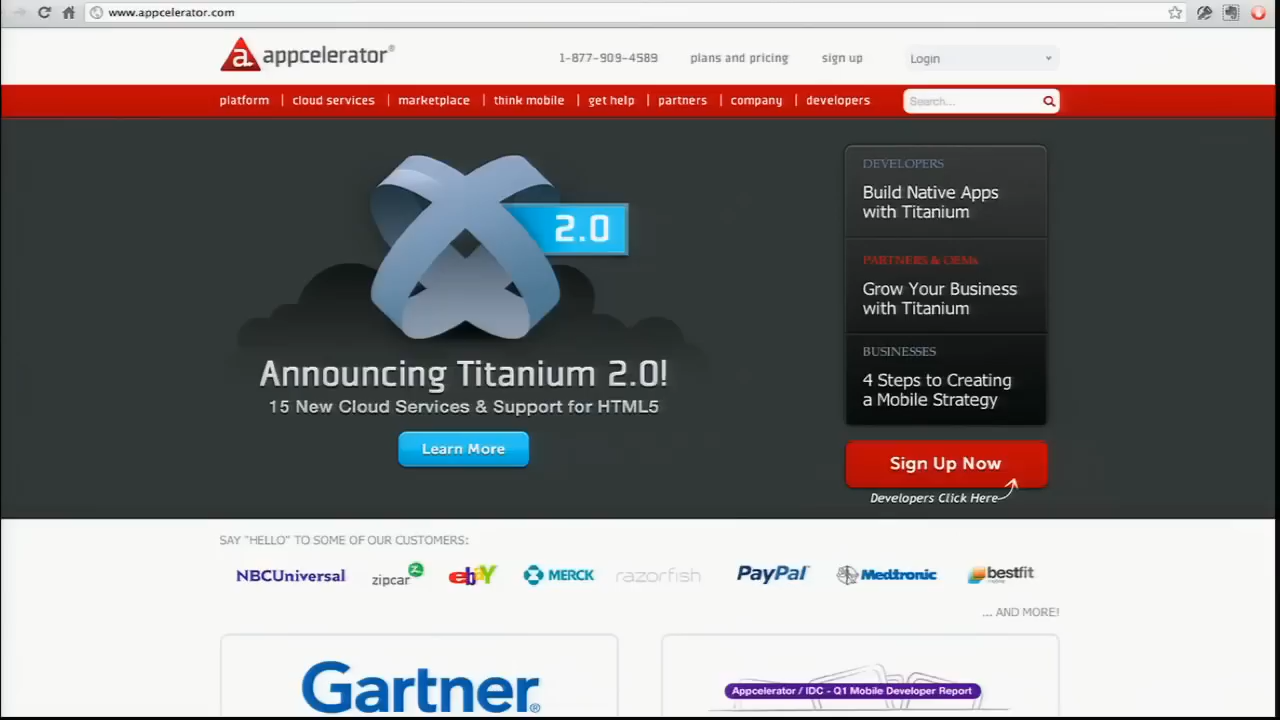 www.appcelerator.com
appcelerator®
1-877-909-4589
plans and pricing
sign up
Login
platform
cloud services
marketplace
think mobile
get help
partners
company
developers
Search...
2.0
Announcing Titanium 2.0!
15 New Cloud Services & Support for HTML5
Learn More
DEVELOPERS
Build Native Apps
with Titanium
PARTNERS & OEMs
Grow Your Business
with Titanium
BUSINESSES
4 Steps to Creating
a Mobile Strategy
Sign Up Now
Developers Click Here
SAY "HELLO" TO SOME OF OUR CUSTOMERS:
NBCUniversal
zipcar
z
ebaY
MERCK
razorfish
PayPal
Medtronic
bestfit
... AND MORE!
Gartner®
Appcelerator / IDC - Q1 Mobile Developer Report